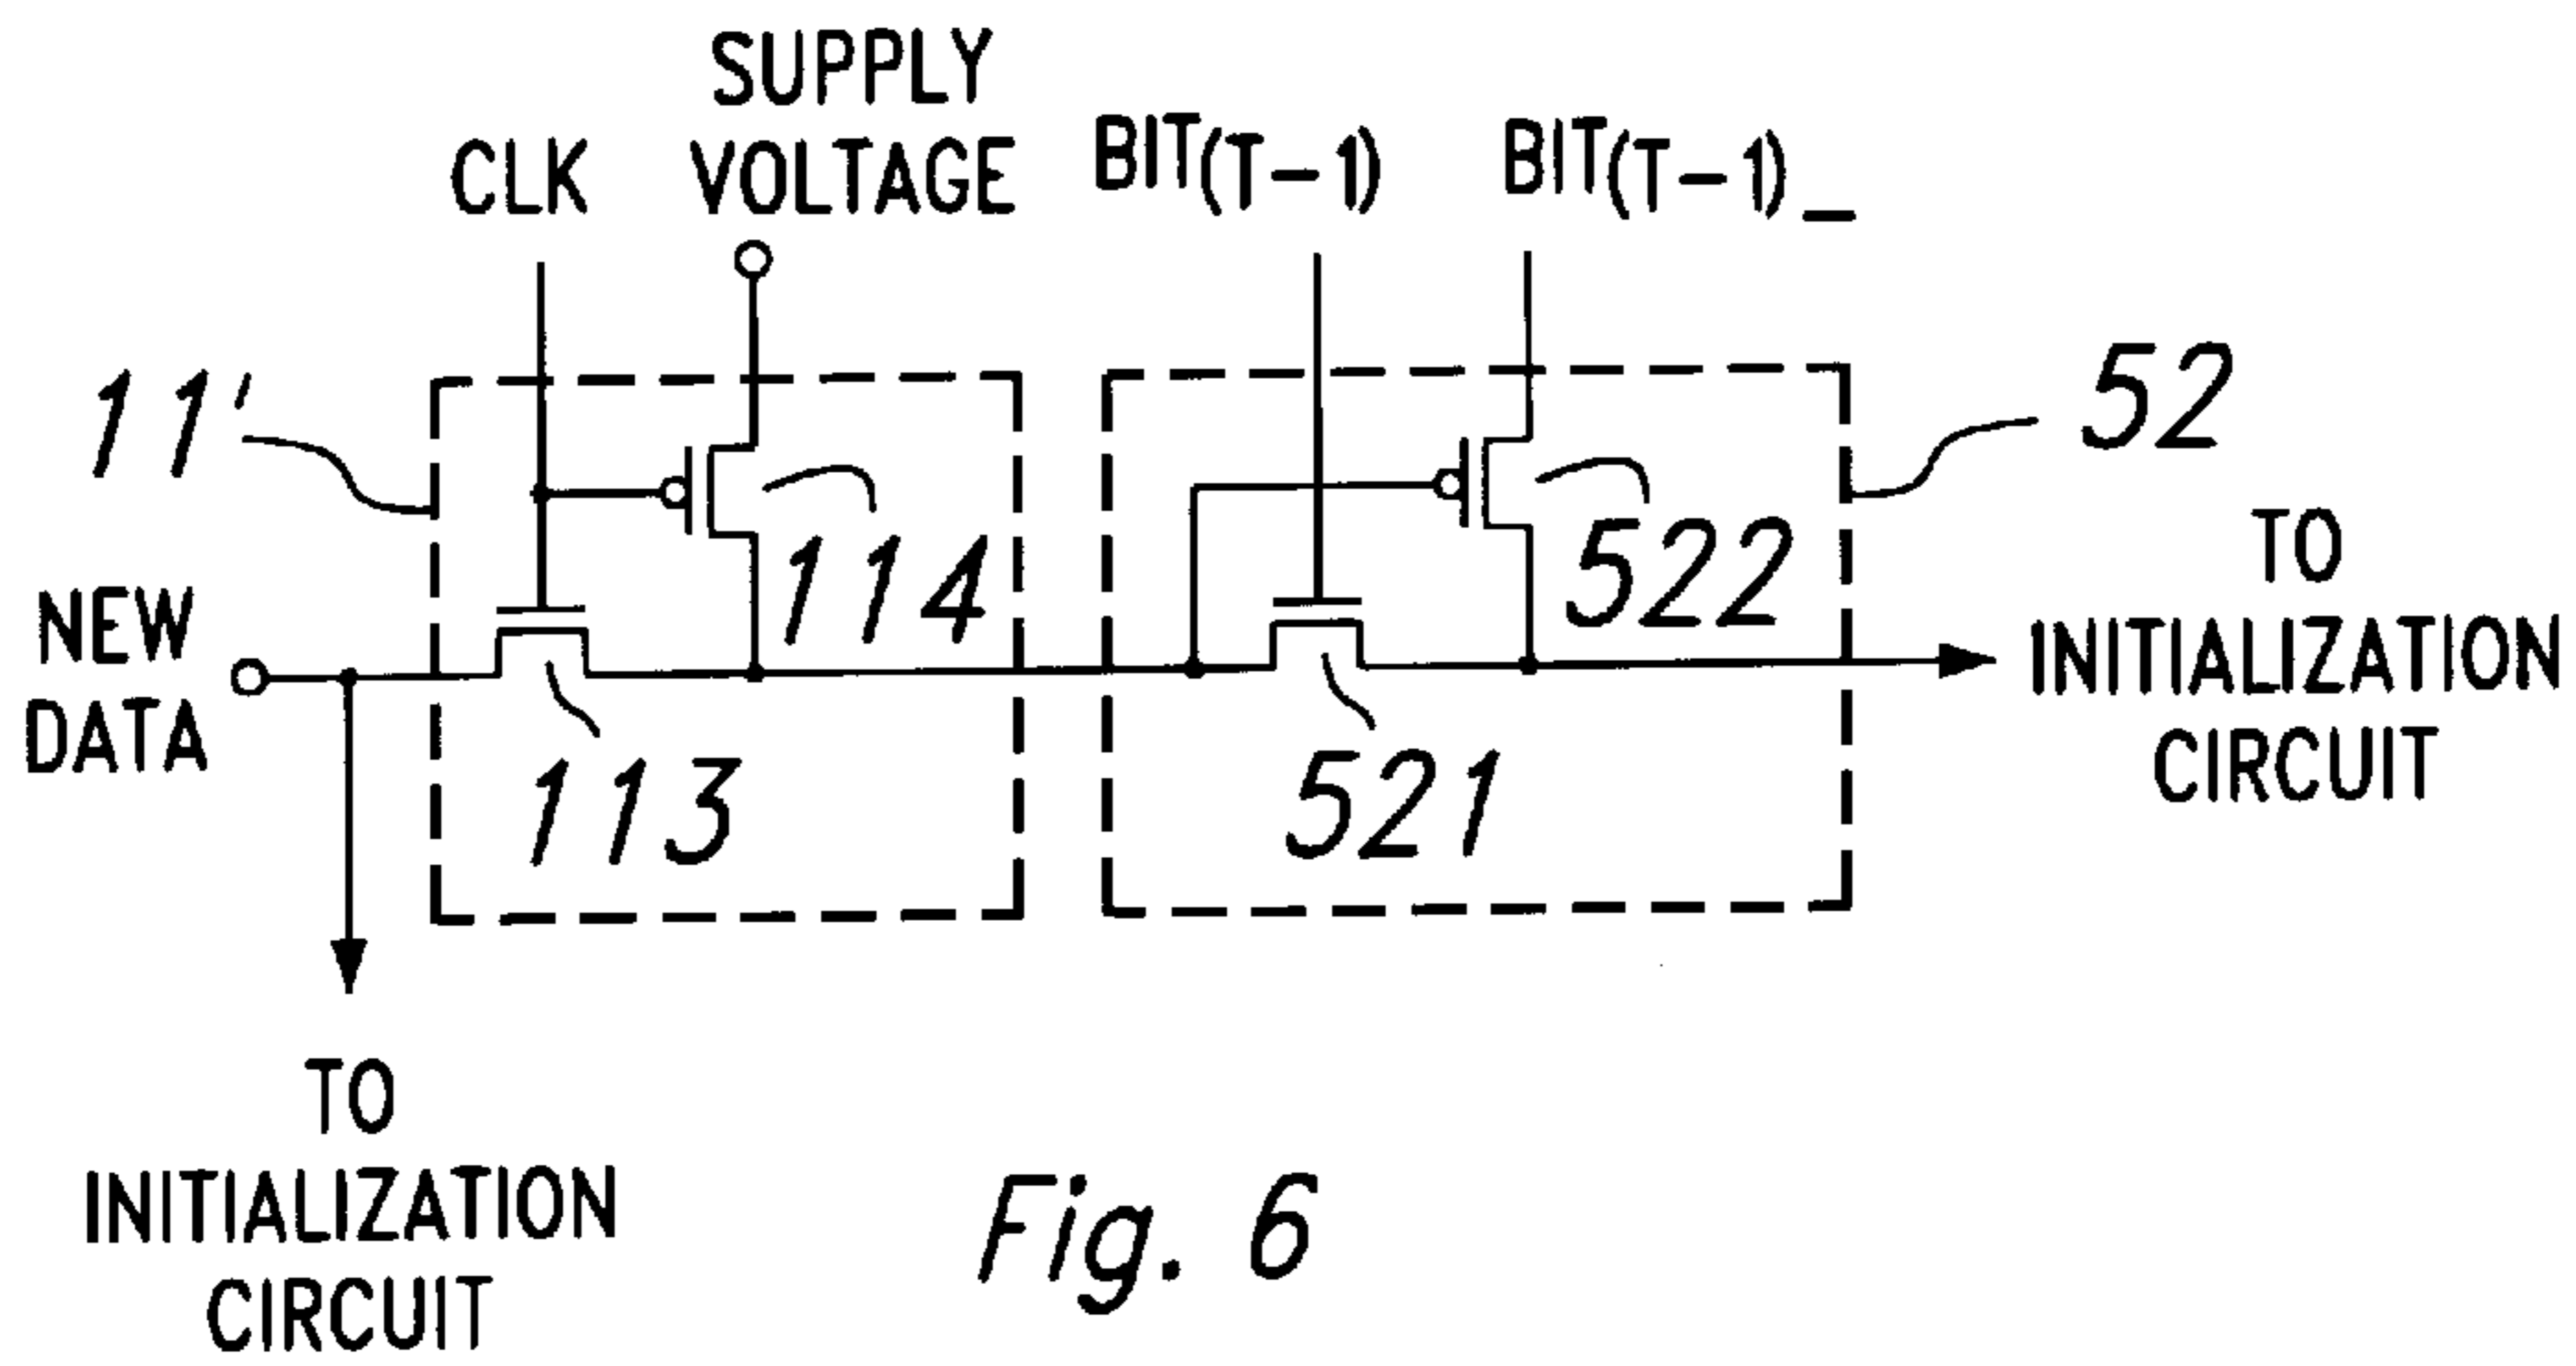 SUPPLY
VOLTAGE
CLK
BIT(T-1)
BIT(T-1)_
11'
52
114
522
NEW
DATA
113
521
TO
INITIALIZATION
CIRCUIT
TO
INITIALIZATION
CIRCUIT
Fig. 6